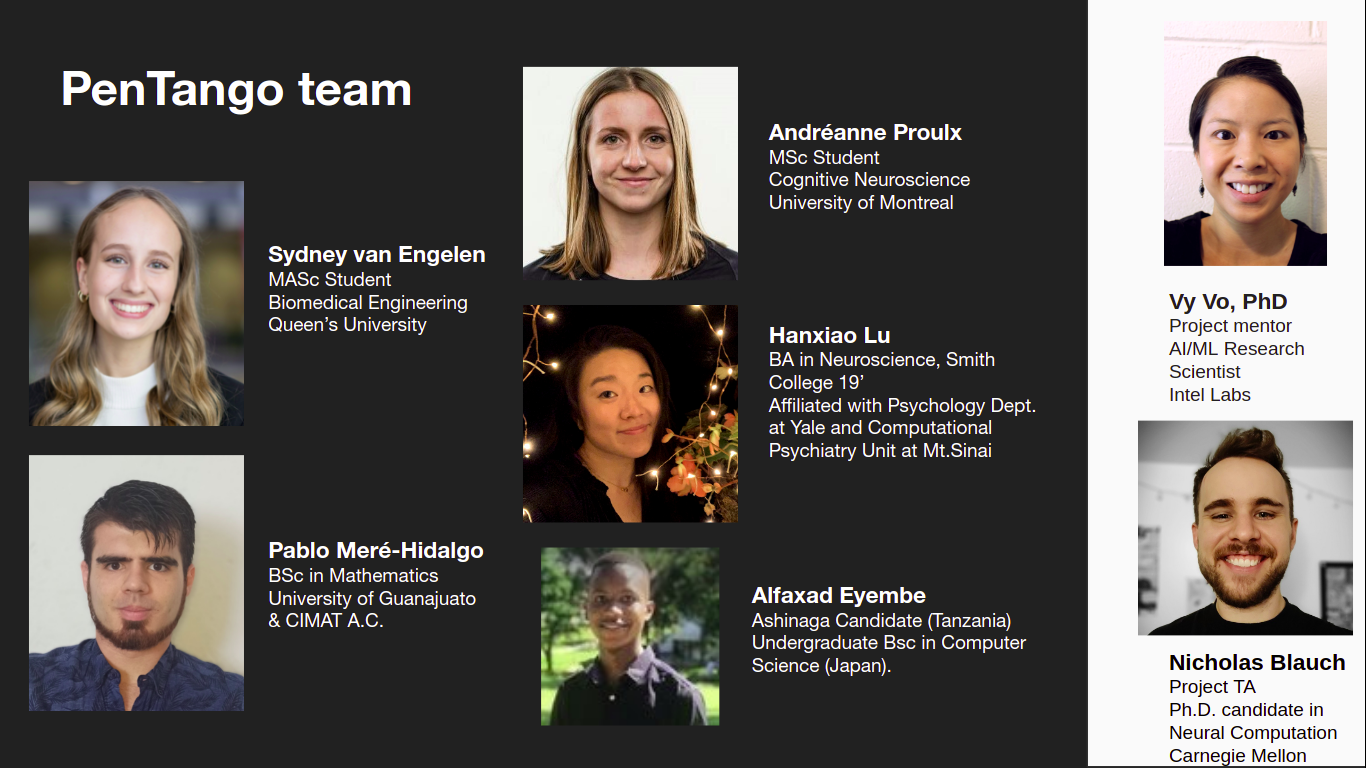 PenTango team
Sydney van Engelen
MASc Student
Biomedical Engineering
Queen’s University
Pablo Meré-Hidalgo
BSc in Mathematics
University of Guanajuato
& CIMAT A.C.
Andréanne Proulx
MSc Student
Cognitive Neuroscience
University of Montreal
Hanxiao Lu
BA in Neuroscience, Smith
College 19’
Affiliated with Psychology Dept.
at Yale and Computational
Psychiatry Unit at Mt.Sinai
Alfaxad Eyembe
Ashinaga Candidate (Tanzania)
Undergraduate Bsc in Computer
Science (Japan).
Vy Vo, PhD
Project mentor
AI/ML Research
Scientist
Intel Labs
Nicholas Blauch
Project TA
Ph.D. candidate in
Neural Computation
Carnegie Mellon